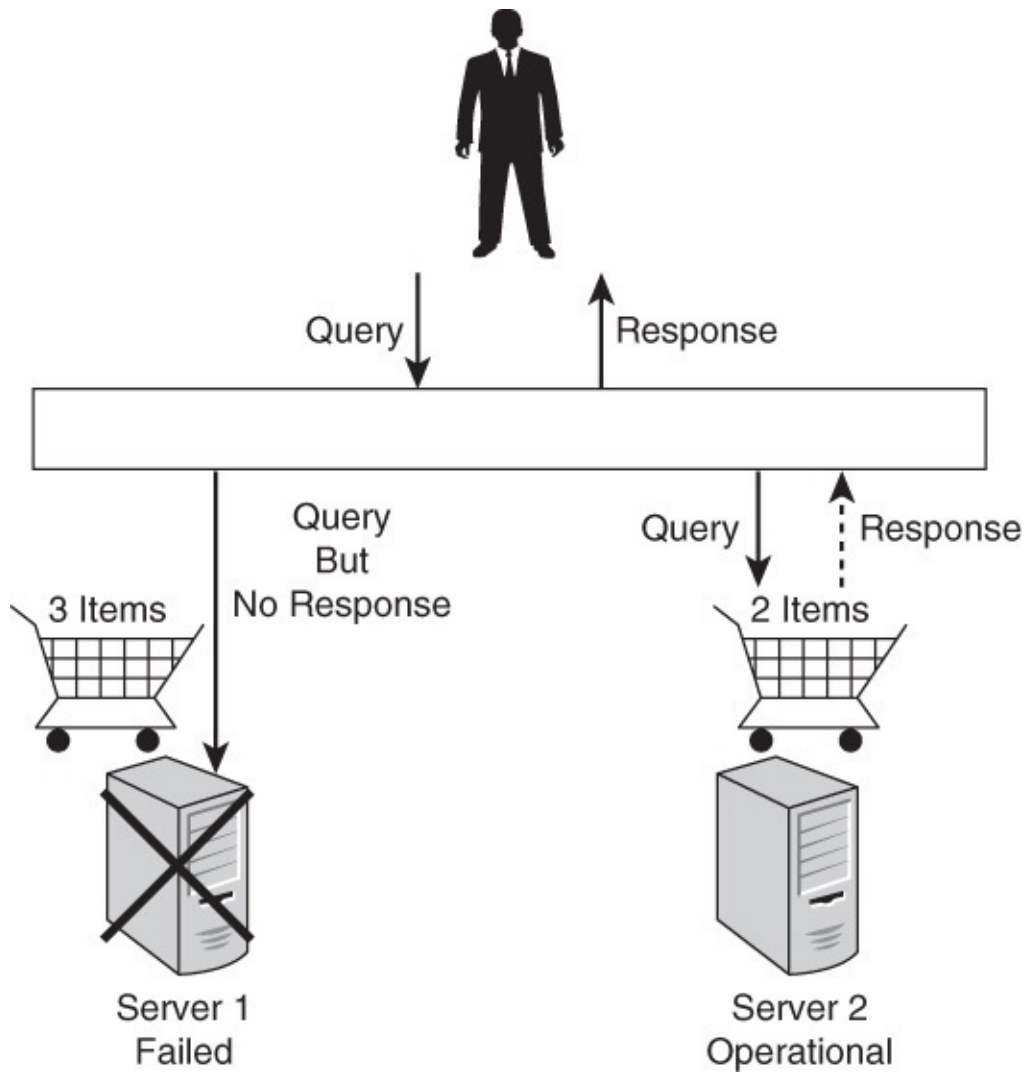 Query
Response
Query
But
No Response
Query
Response
3 Items
2 Items
Server 1
Failed
Server 2
Operational